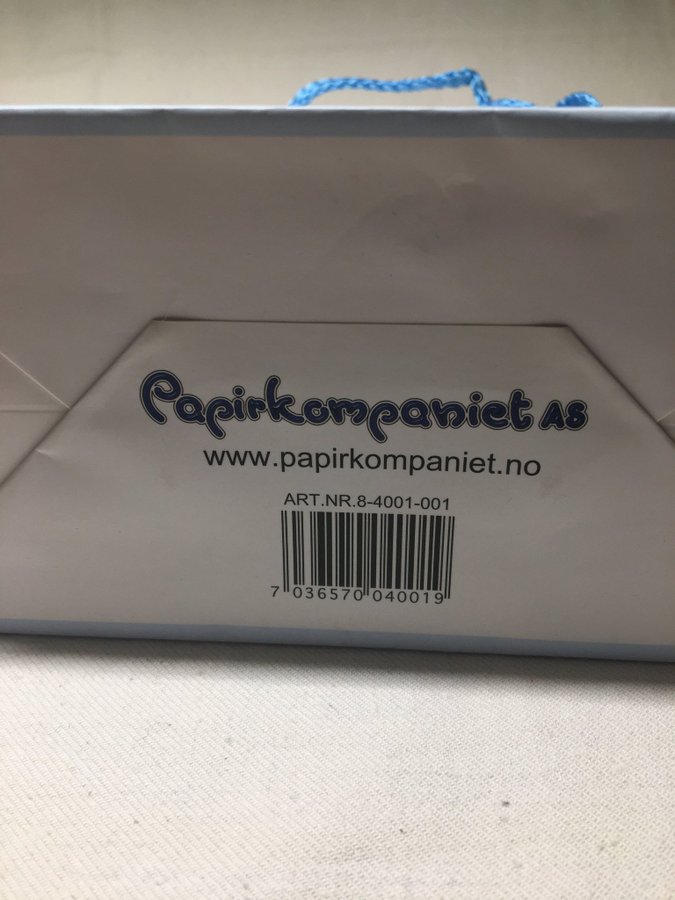 Papirkompaniet AS
www.papirkompaniet.no
ART.NR.8-4001-001
7 036570 040019